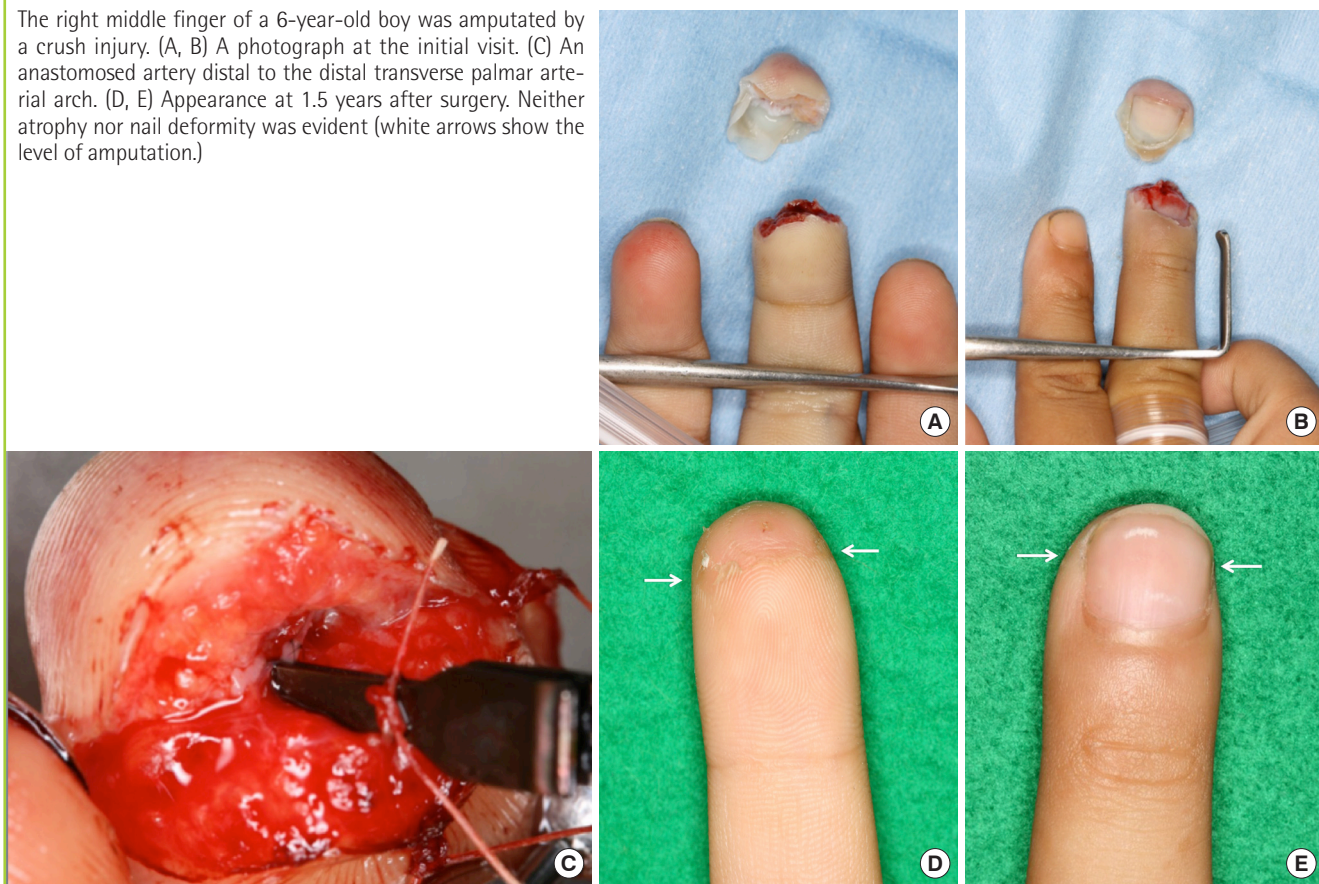 The right middle finger of a 6-year-old boy was amputated by
a crush injury. (A, B) A photograph at the initial visit. (C) An
anastomosed artery distal to the distal transverse palmar arte-
rial arch. (D, E) Appearance at 1.5 years after surgery. Neither
atrophy nor nail deformity was evident (white arrows show the
level of amputation.)
A
B
C
D
E